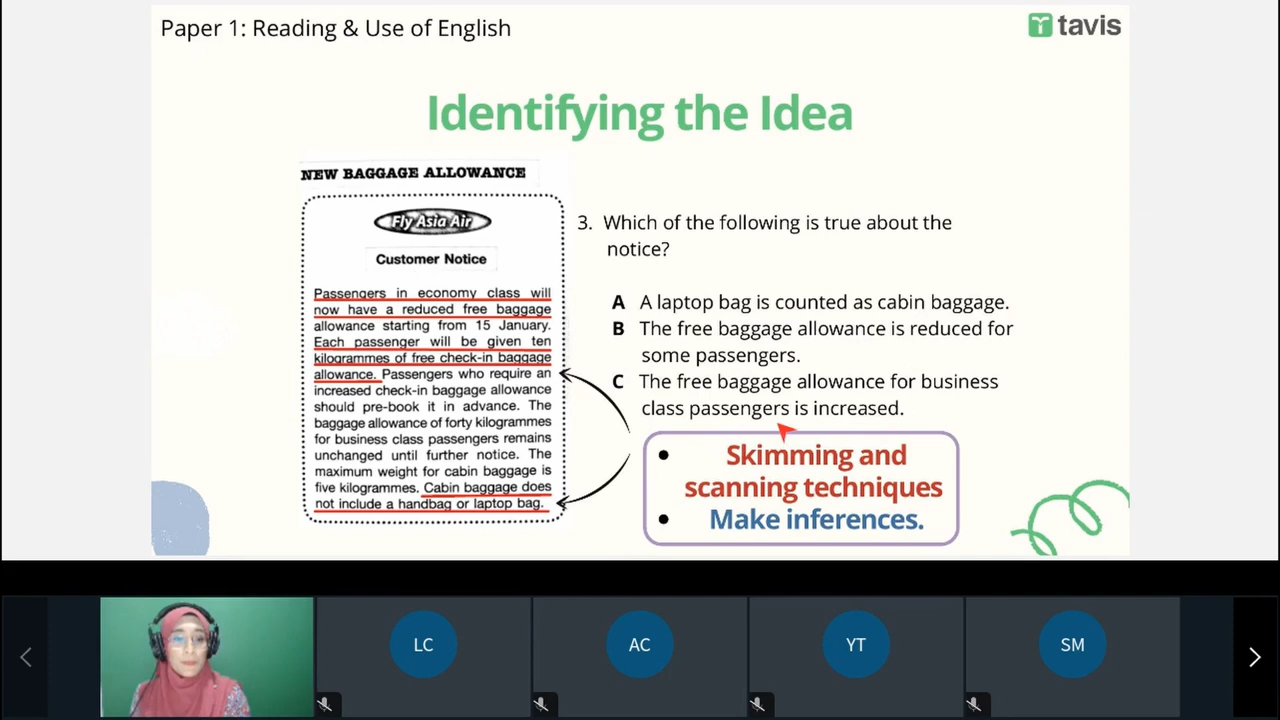 Paper 1: Reading & Use of English
tavis
Identifying the Idea
NEW BAGGAGE ALLOWANCE
Fly Asia Air
Customer Notice
Passengers in economy class will
now have a reduced free baggage
allowance starting from 15 January.
Each passenger will be given ten
kilogrammes of free check-in baggage
allowance. Passengers who require an
increased check-in baggage allowance
should pre-book it in advance. The
baggage allowance of forty kilogrammes
for business class passengers remains
unchanged until further notice. The
maximum weight for cabin baggage is
five kilogrammes. Cabin baggage does
not include a handbag or laptop bag.
3. Which of the following is true about the
notice?
A A laptop bag is counted as cabin baggage.
B The free baggage allowance is reduced for
some passengers.
C The free baggage allowance for business
class passengers is increased.
• Skimming and
scanning techniques
• Make inferences.
LC
AC
YT
SM